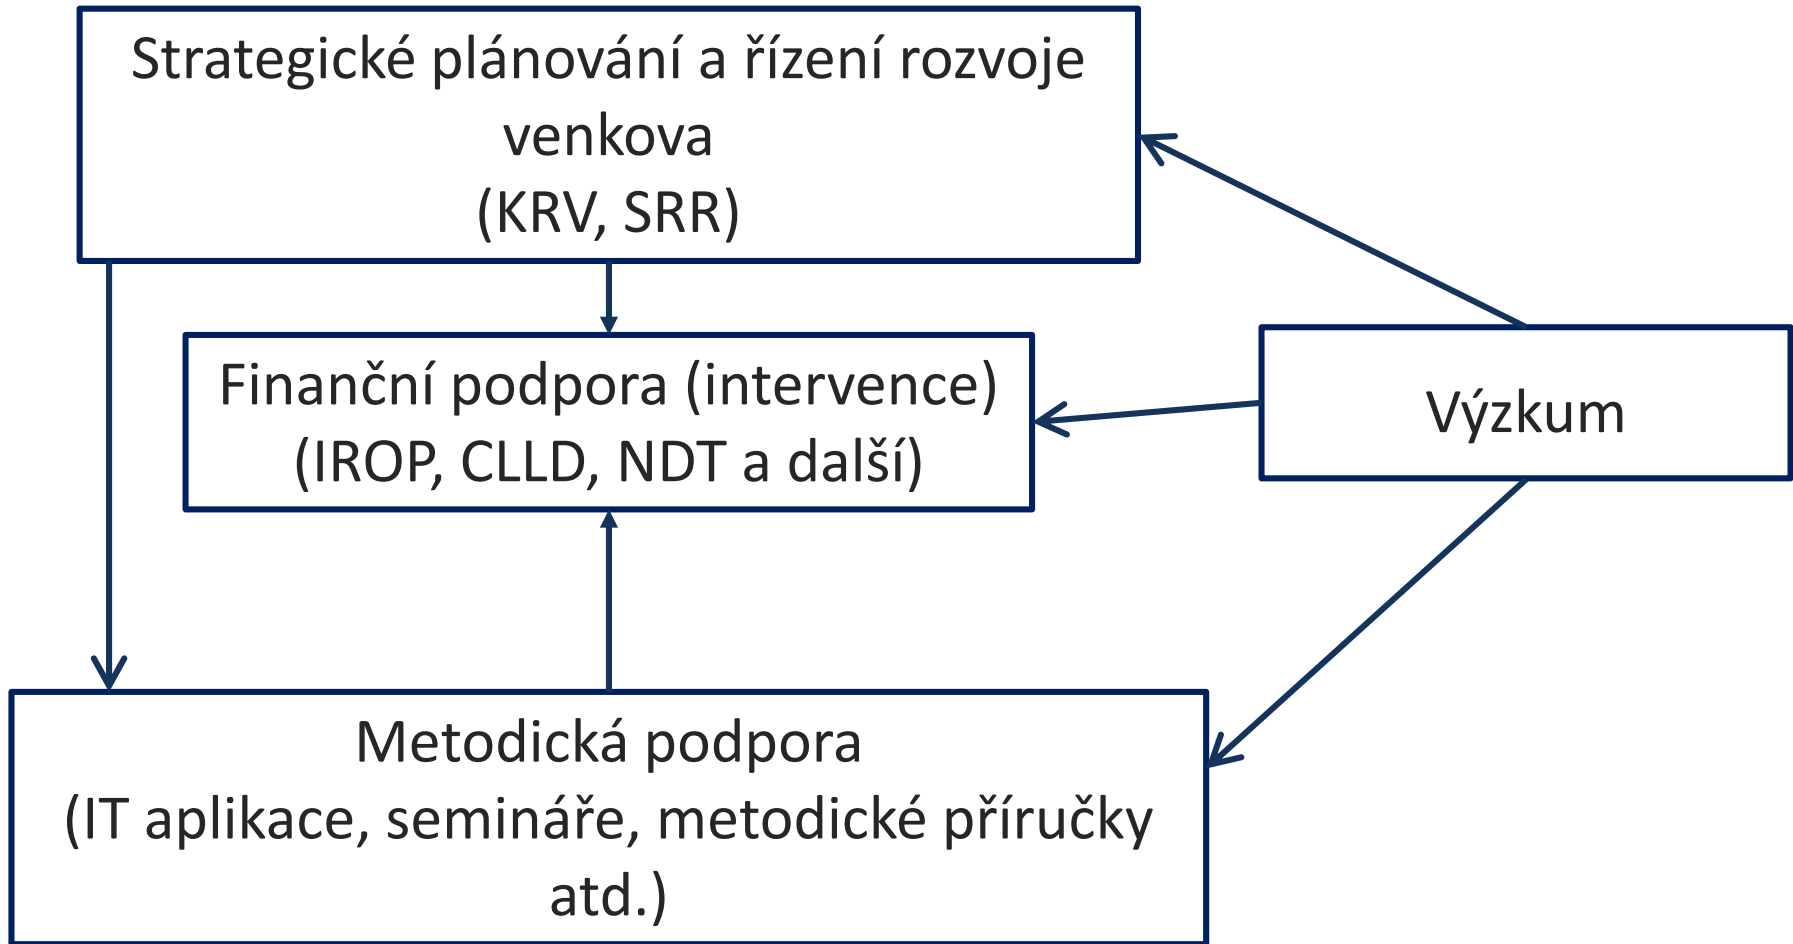 Strategické plánování a řízení rozvoje
venkova
(KRV, SRR)
Finanční podpora (intervence)
(IROP, CLLD, NDT a další)
Výzkum
Metodická podpora
(IT aplikace, semináře, metodické příručky
atd.)